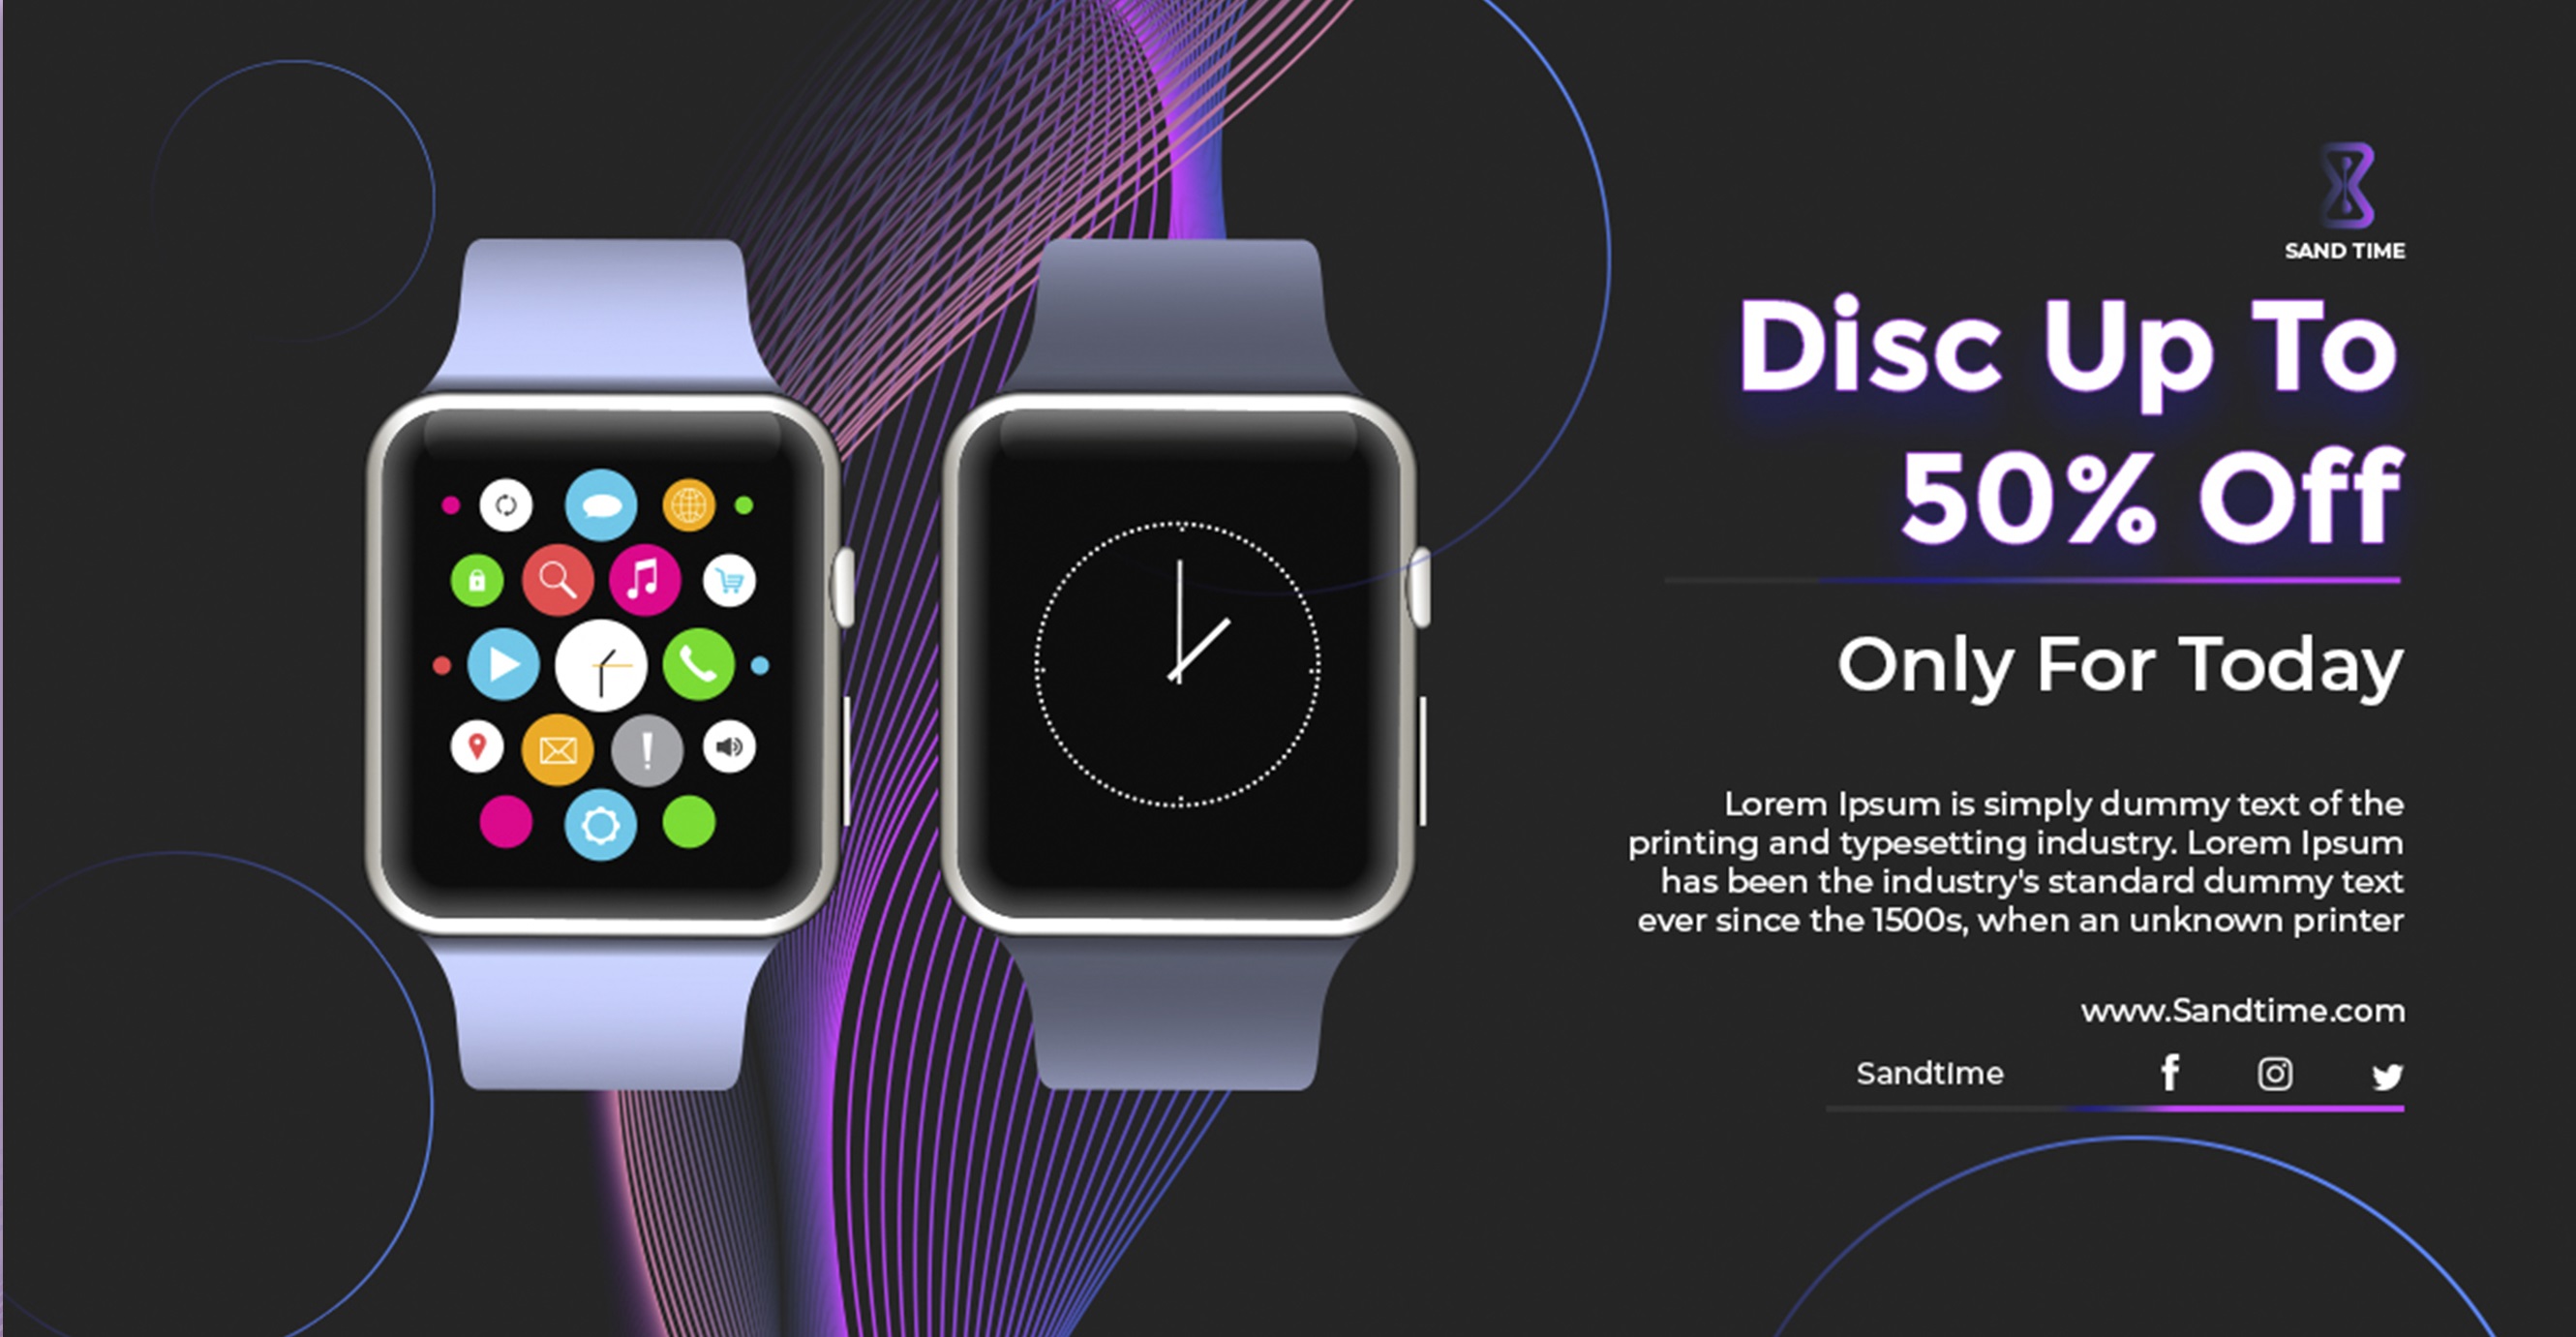 SAND TIME
Disc Up To
50% Off
Only For Today
Lorem Ipsum is simply dummy text of the
printing and typesetting industry. Lorem Ipsum
has been the industry's standard dummy text
ever since the 1500s, when an unknown printer
www.Sandtime.com
SandtIme